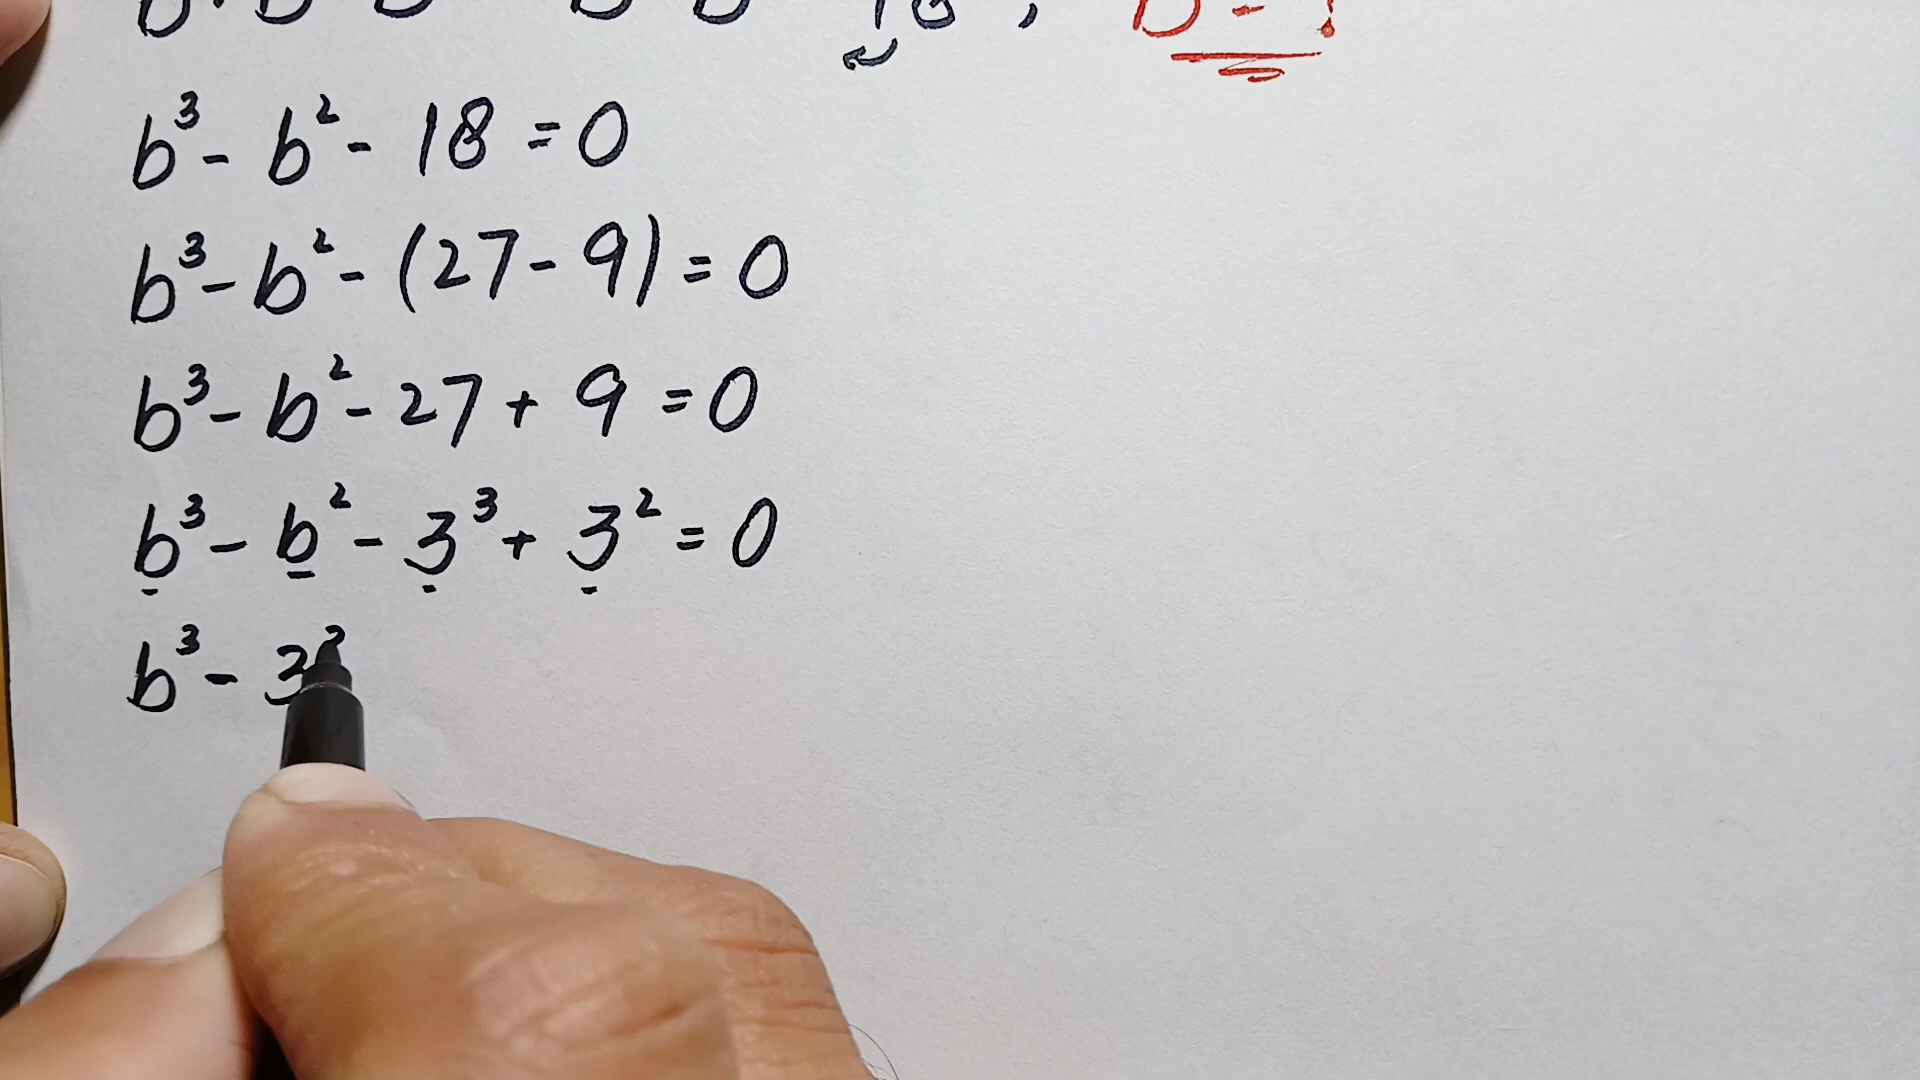 b³ - b² - 18 = 0
b³ - b² - (27 - 9) = 0
b³ - b² - 27 + 9 = 0
b³ - b² - 3³ + 3² = 0
b³ - 3